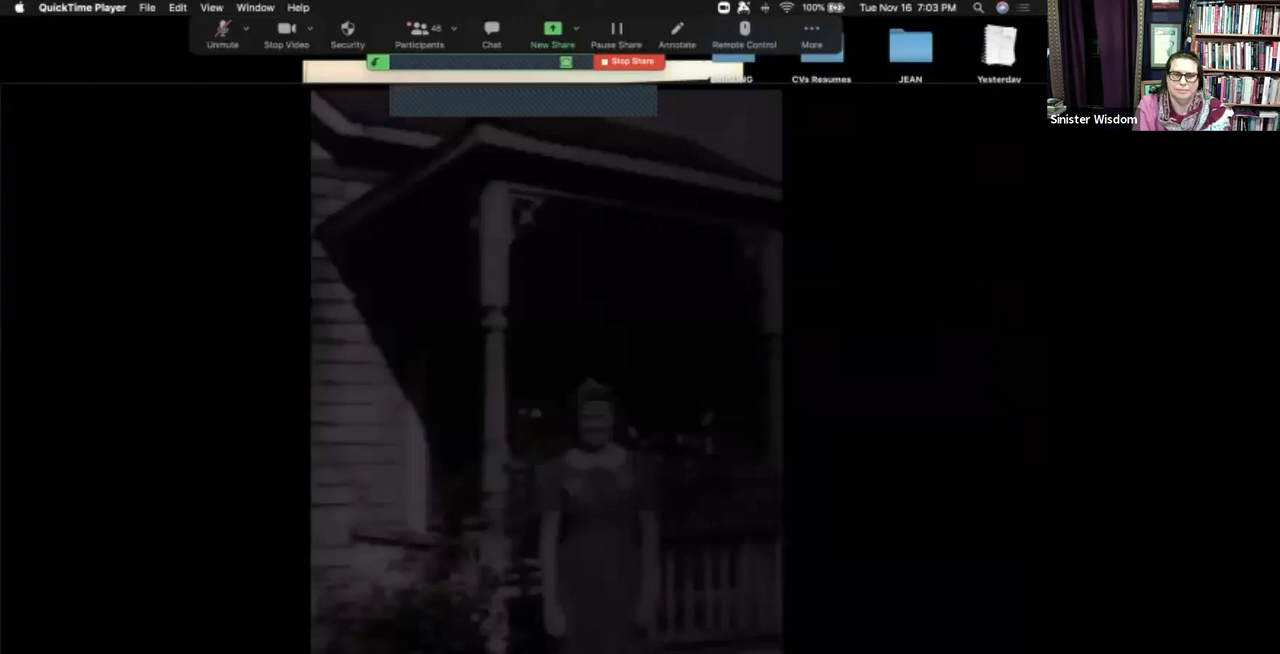 QuickTime Player File Edit View Window Help 100% Tue Nov 16 7:03 PM
Unmute Stop Video Security Participants 46 Chat New Share Pause Share Annotate Remote Control More
Stop Share
CVs Resumes JEAN Yesterday
Sinister Wisdom